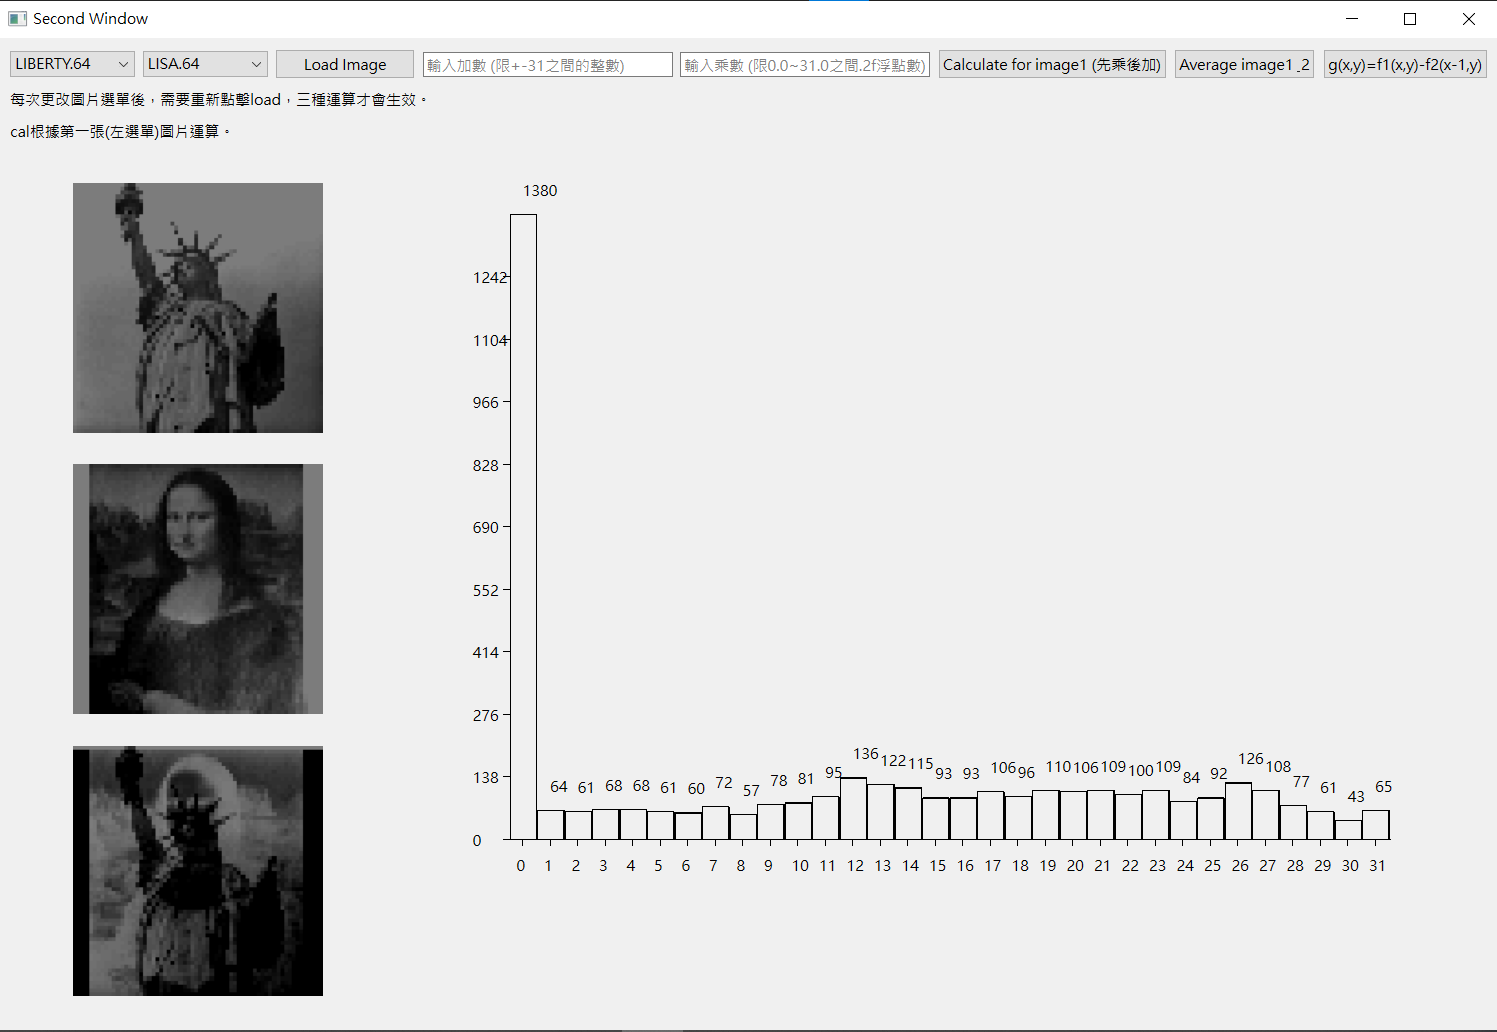 Second Window
LIBERTY.64 LISA.64 Load Image 輸入加數 (限+-31之間的整數) 輸入乘數 (限0.0~31.0之間.2f浮點數) Calculate for image1 (先乘後加) Average image1_2 g(x,y)=f1(x,y)-f2(x-1,y)
每次更改圖片選單後，需要重新點擊load，三種運算才會生效。
cal根據第一張(左選單)圖片運算。
1380
1242
1104
966
828
690
552
414
276
138
0
64 61 68 68 61 60 72 57 78 81 95 136 122 115 93 93 106 96 110 106 109 100 109 84 92 126 108 77 61 43 65
0 1 2 3 4 5 6 7 8 9 10 11 12 13 14 15 16 17 18 19 20 21 22 23 24 25 26 27 28 29 30 31